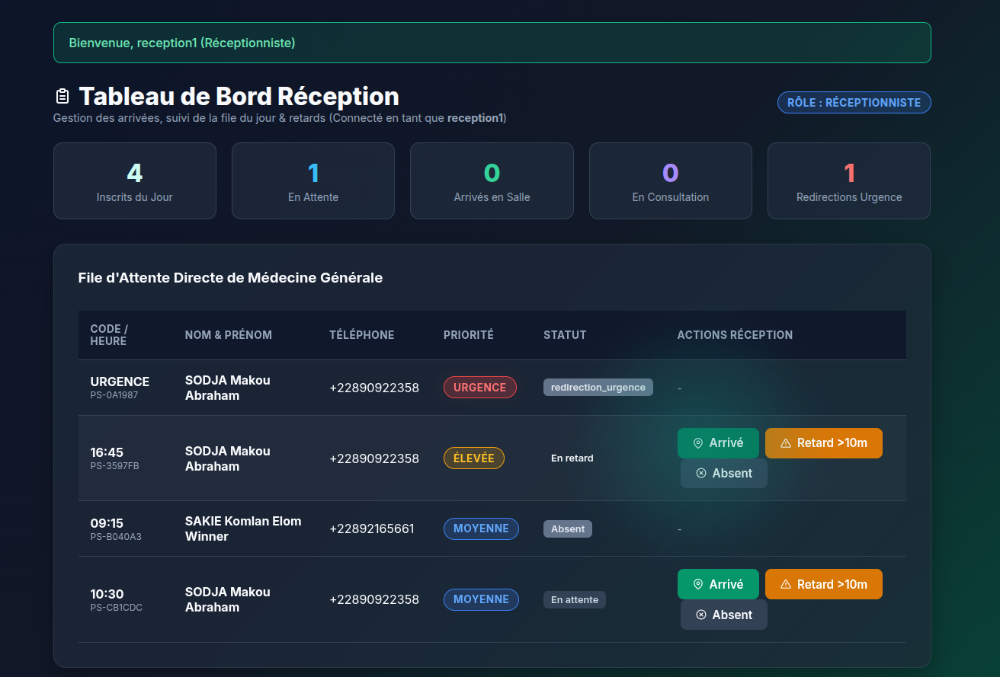 Bienvenue, reception1 (Réceptionniste)
Tableau de Bord Réception
Gestion des arrivées, suivi de la file du jour & retards (Connecté en tant que reception1)
RÔLE : RÉCEPTIONNISTE
4
Inscrits du Jour
1
En Attente
0
Arrivés en Salle
0
En Consultation
1
Redirections Urgence
File d'Attente Directe de Médecine Générale
CODE /
HEURE
NOM & PRÉNOM
TÉLÉPHONE
PRIORITÉ
STATUT
ACTIONS RÉCEPTION
URGENCE
PS-0A1987
SODJA Makou
Abraham
+22890922358
URGENCE
redirection_urgence
-
16:45
PS-3597FB
SODJA Makou
Abraham
+22890922358
ÉLEVÉE
En retard
Arrivé
Retard >10m
Absent
09:15
PS-B040A3
SAKIE Komlan Elom
Winner
+22892165661
MOYENNE
Absent
-
10:30
PS-CB1CDC
SODJA Makou
Abraham
+22890922358
MOYENNE
En attente
Arrivé
Retard >10m
Absent